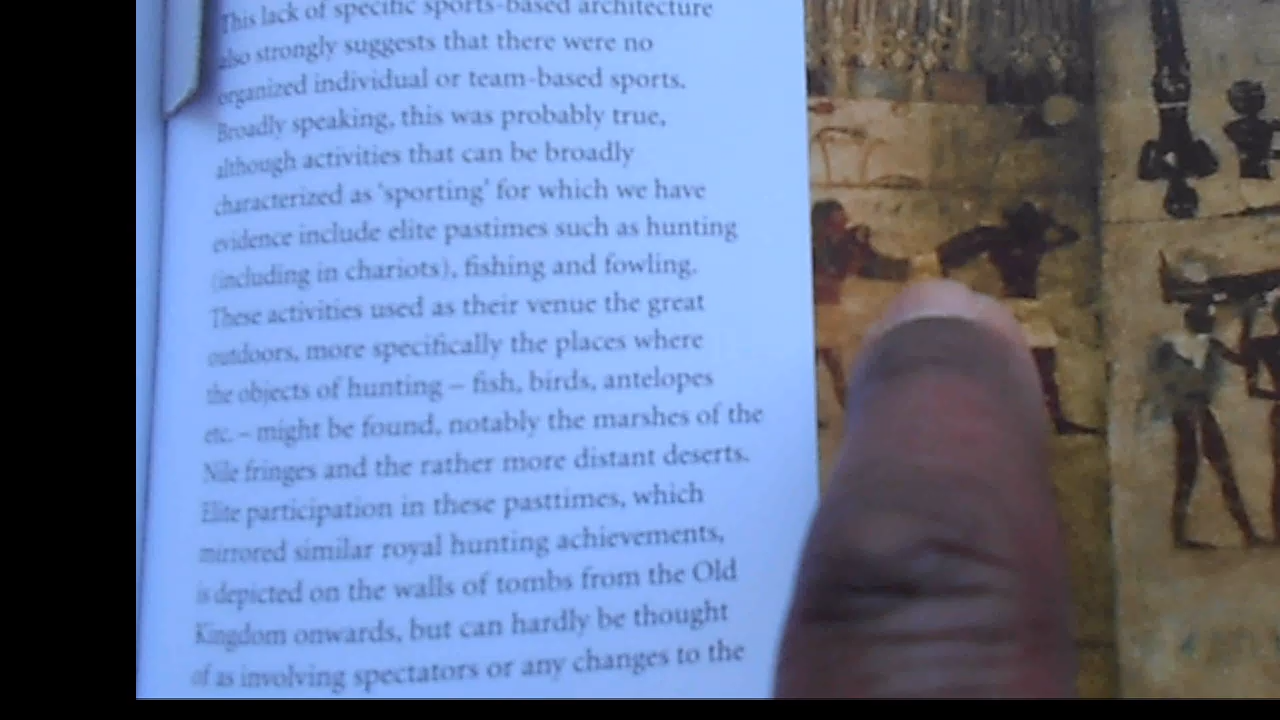 This lack of specific sports-based architecture
also strongly suggests that there were no
organized individual or team-based sports.
Broadly speaking, this was probably true,
although activities that can be broadly
characterized as 'sporting' for which we have
evidence include elite pastimes such as hunting
(including in chariots), fishing and fowling.
These activities used as their venue the great
outdoors, more specifically the places where
the objects of hunting – fish, birds, antelopes
etc. – might be found, notably the marshes of the
Nile fringes and the rather more distant deserts.
Elite participation in these pasttimes, which
mirrored similar royal hunting achievements,
is depicted on the walls of tombs from the Old
Kingdom onwards, but can hardly be thought
of as involving spectators or any changes to the